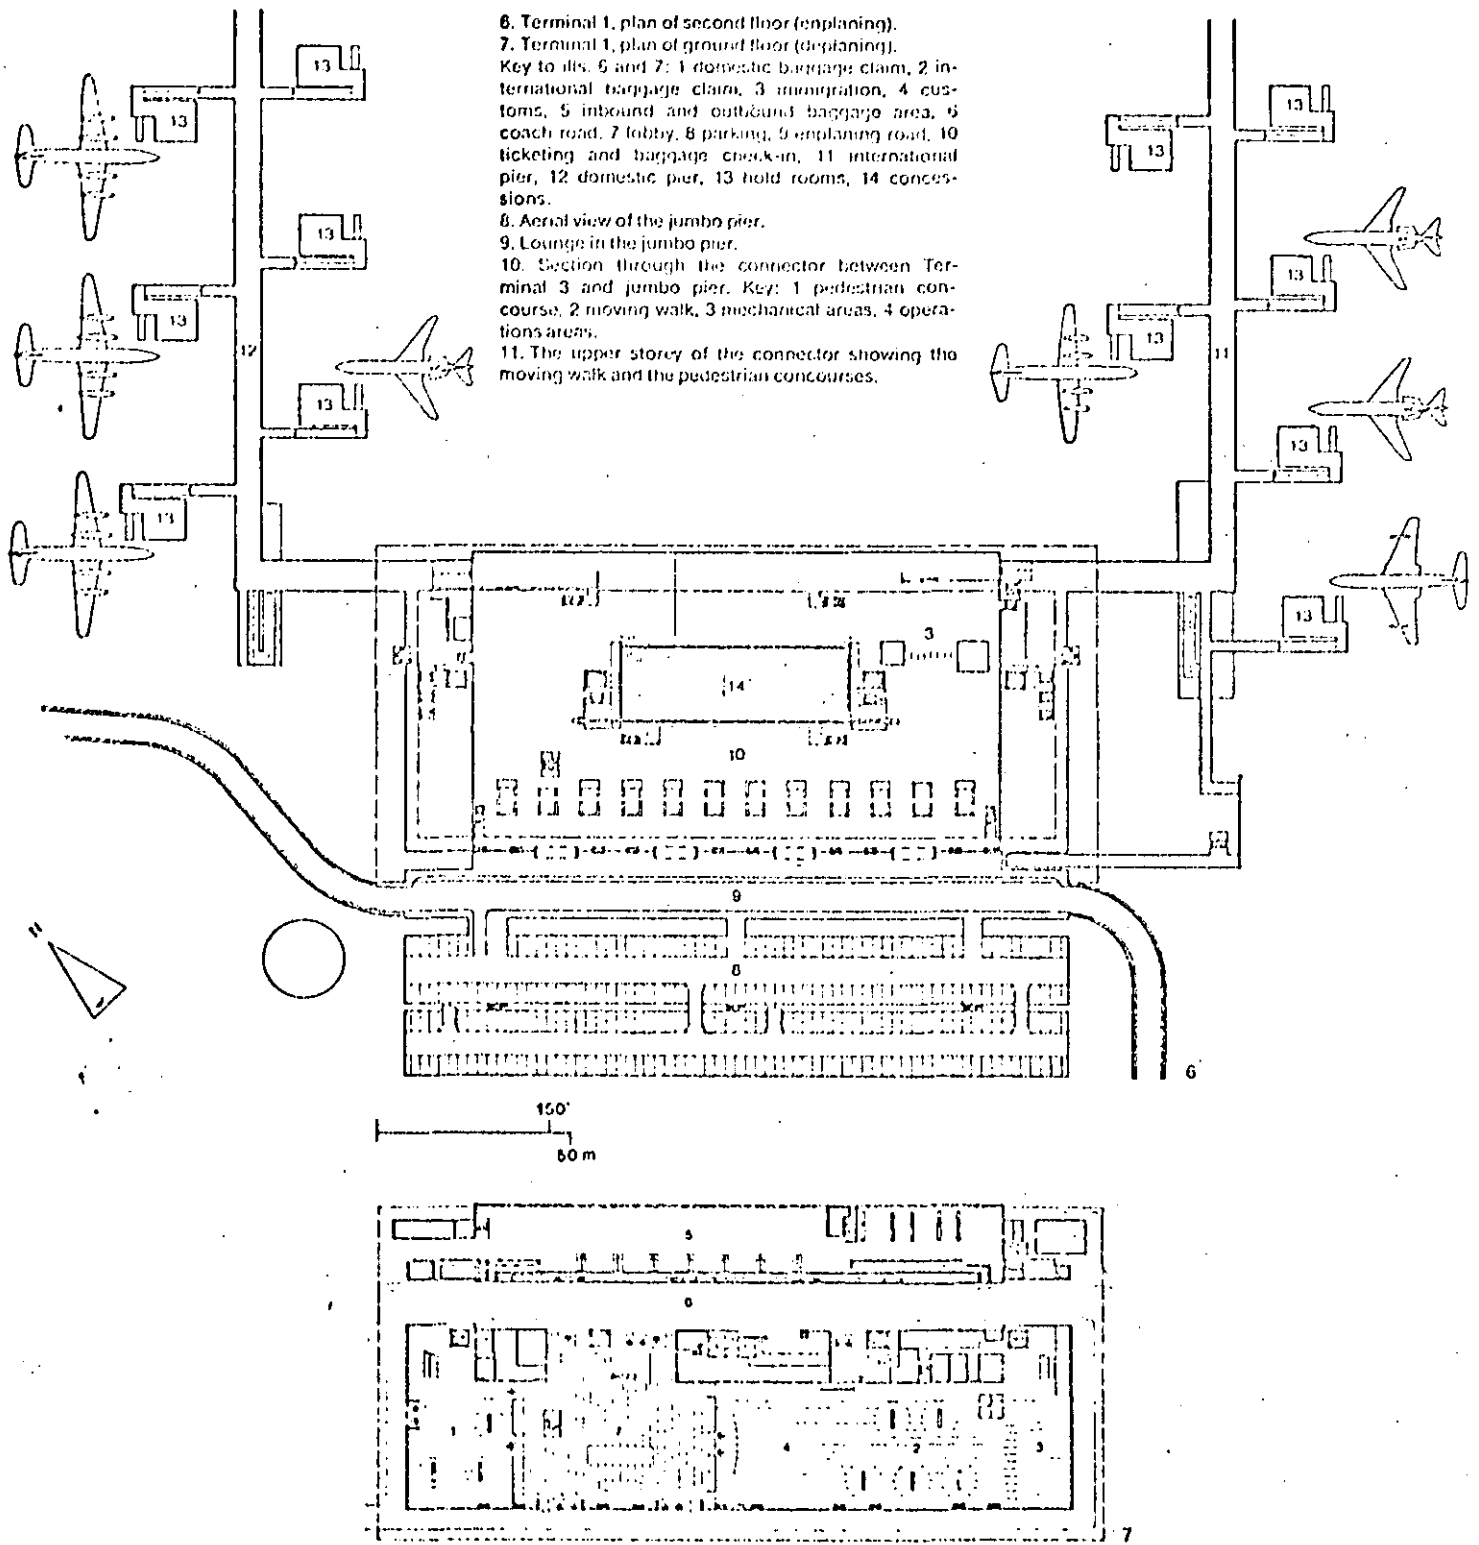 6. Terminal 1, plan of second floor (enplaning).
7. Terminal 1, plan of ground floor (deplaning).
Key to ills. 6 and 7: 1 domestic baggage claim, 2 in-
ternational baggage claim, 3 immigration, 4 cus-
toms, 5 inbound and outbound baggage area, 6
coach road, 7 lobby, 8 parking, 9 enplaning road, 10
ticketing and baggage check-in, 11 international
pier, 12 domestic pier, 13 hold rooms, 14 conces-
sions.
8. Aerial view of the jumbo pier.
9. Lounge in the jumbo pier.
10. Section through the connector between Ter-
minal 3 and jumbo pier. Key: 1 pedestrian con-
course, 2 moving walk, 3 mechanical areas, 4 opera-
tions areas.
11. The upper storey of the connector showing the
moving walk and the pedestrian concourses.
13
13
13
13
13
13
13
13
13
12
13
13
11
13
13
13
3
14
10
9
8
6
150'
50 m
5
6
1
7
4
2
3
7